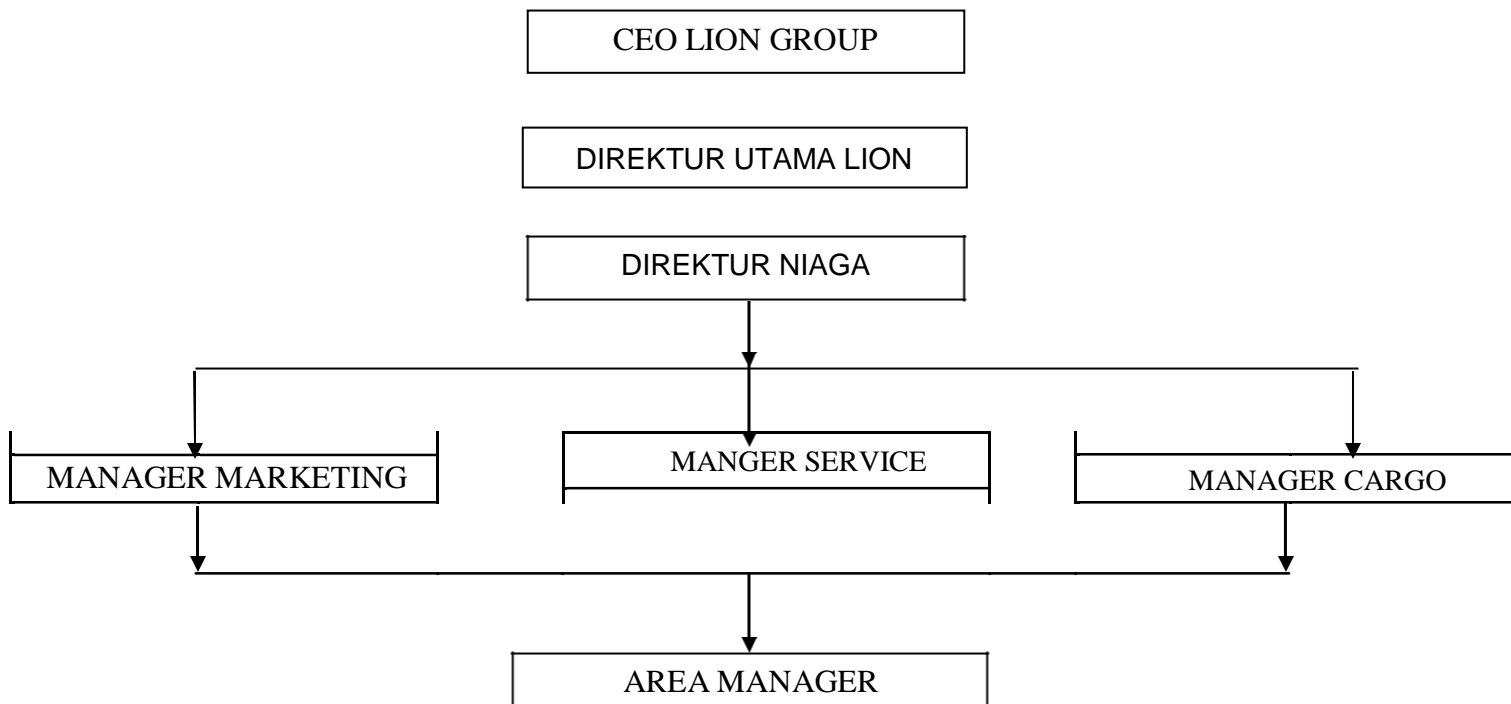 CEO LION GROUP
DIREKTUR UTAMA LION
DIREKTUR NIAGA
MANAGER MARKETING
MANGER SERVICE
MANAGER CARGO
AREA MANAGER